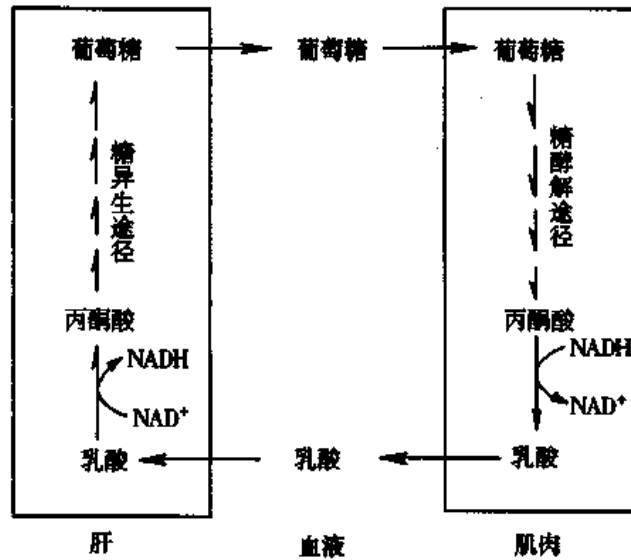 葡萄糖 葡萄糖 葡萄糖
糖异生途径
糖酵解途径
丙酮酸 丙酮酸
NADH NADH
NAD⁺ NAD⁺
乳酸 乳酸 乳酸
肝 血液 肌肉